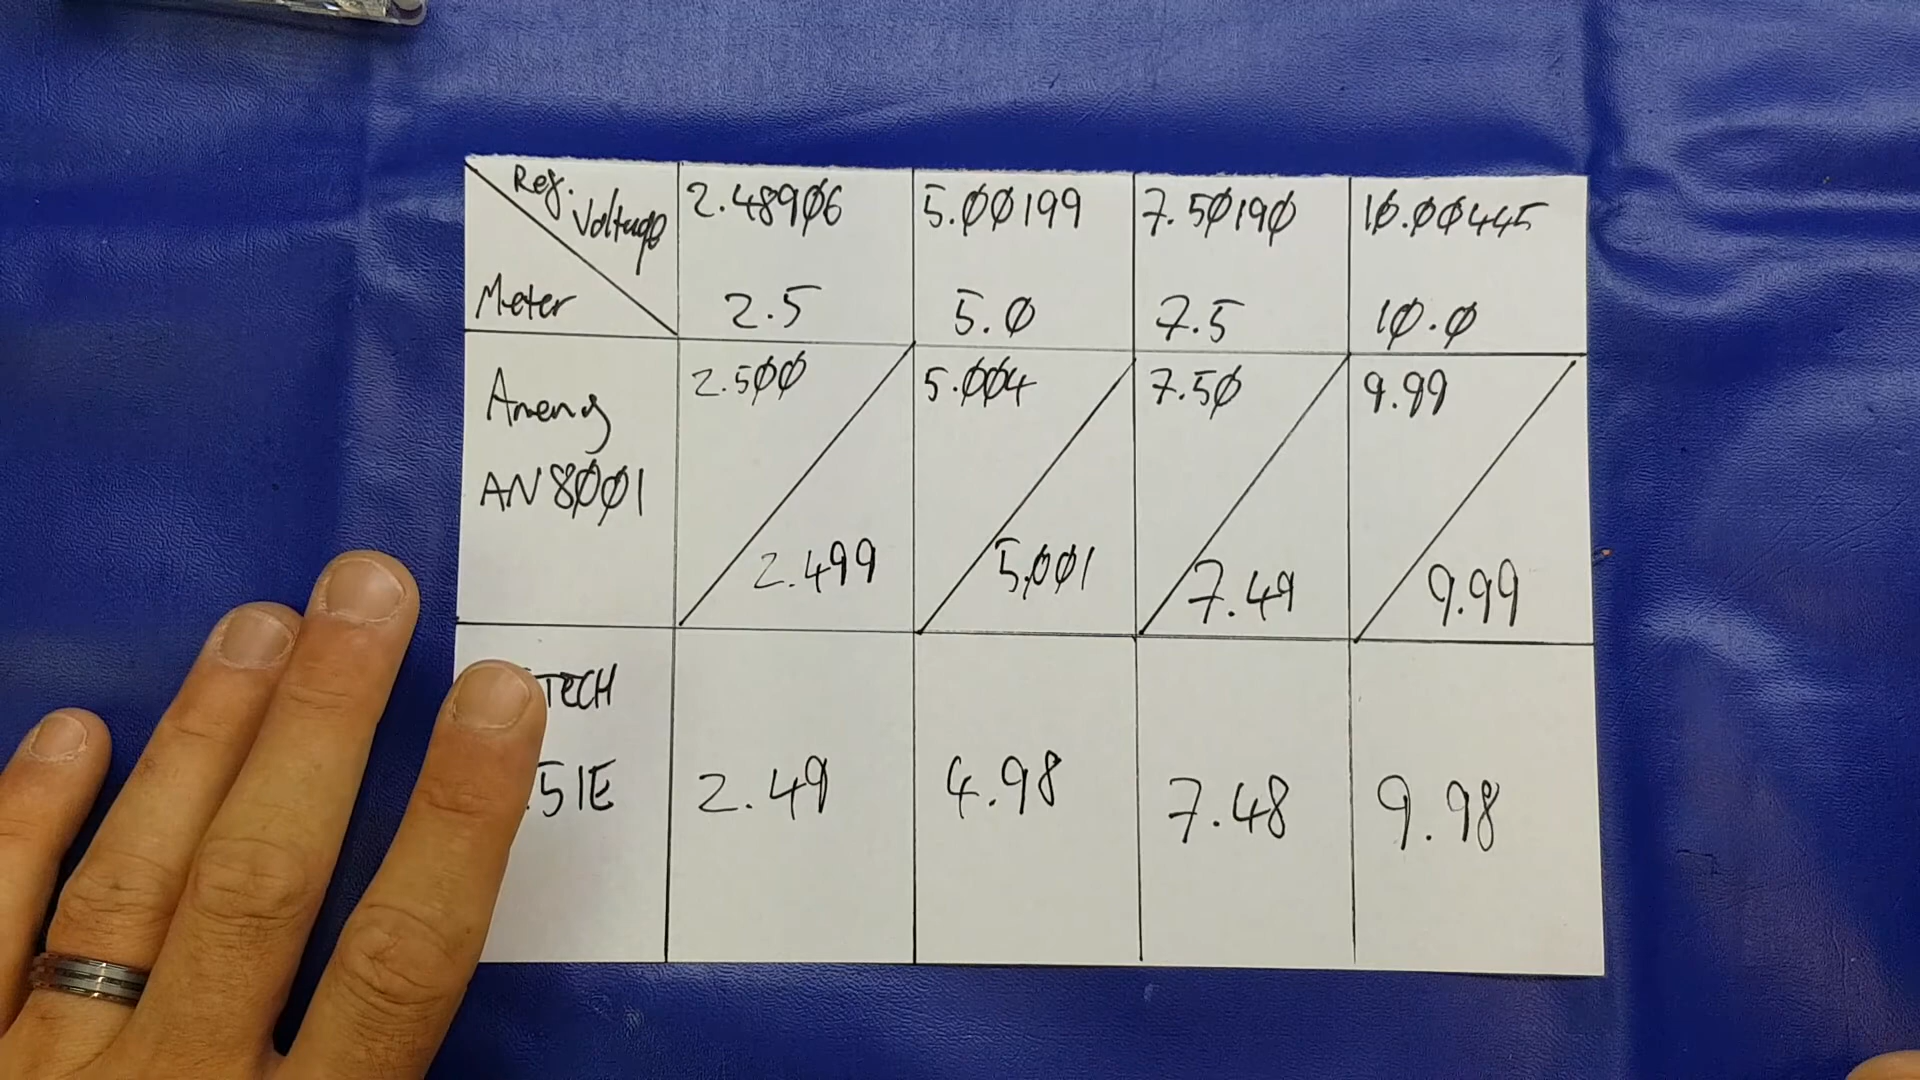 Ref. Voltage 2.48906 5.00199 7.50190 10.00445
Meter 2.5 5.0 7.5 10.0
Aneng 2.500 5.004 7.50 9.99
AN8001 2.499 5.001 7.49 9.99
TECH
51E 2.49 4.98 7.48 9.98